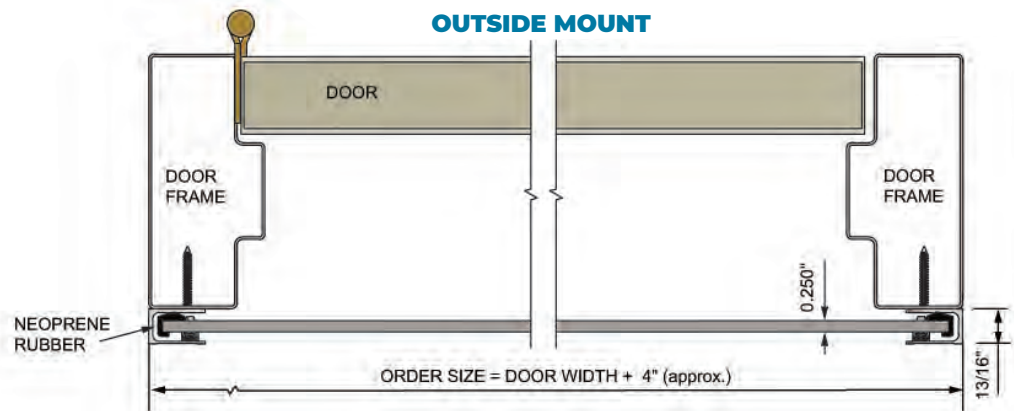 OUTSIDE MOUNT
DOOR
DOOR
FRAME
DOOR
FRAME
0.250"
NEOPRENE
RUBBER
ORDER SIZE = DOOR WIDTH + 4" (approx.)
13/16"